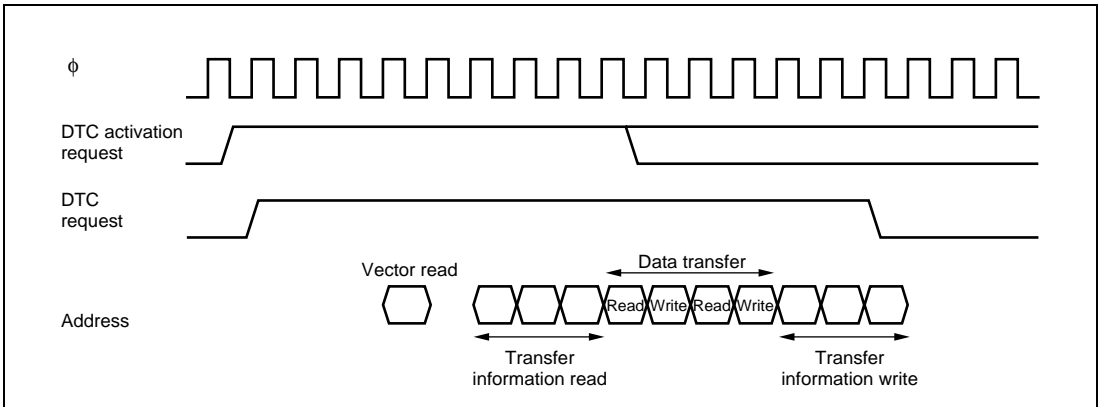 ϕ
DTC activation
request
DTC
request
Vector read
Data transfer
Address
Read Write Read Write
Transfer
information read
Transfer
information write